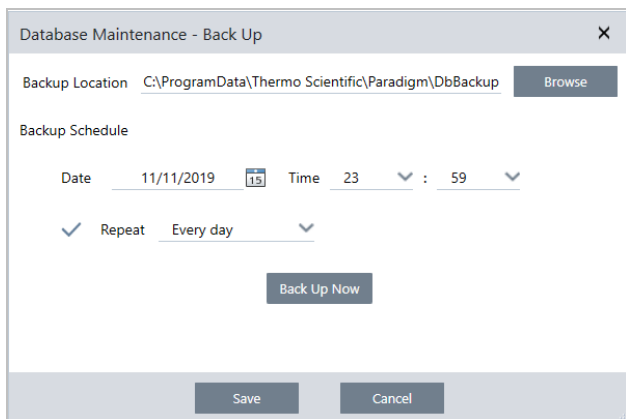 Database Maintenance - Back Up
Backup Location C:\ProgramData\Thermo Scientific\Paradigm\DbBackup Browse
Backup Schedule
Date 11/11/2019 15 Time 23 : 59
Repeat Every day
Back Up Now
Save Cancel